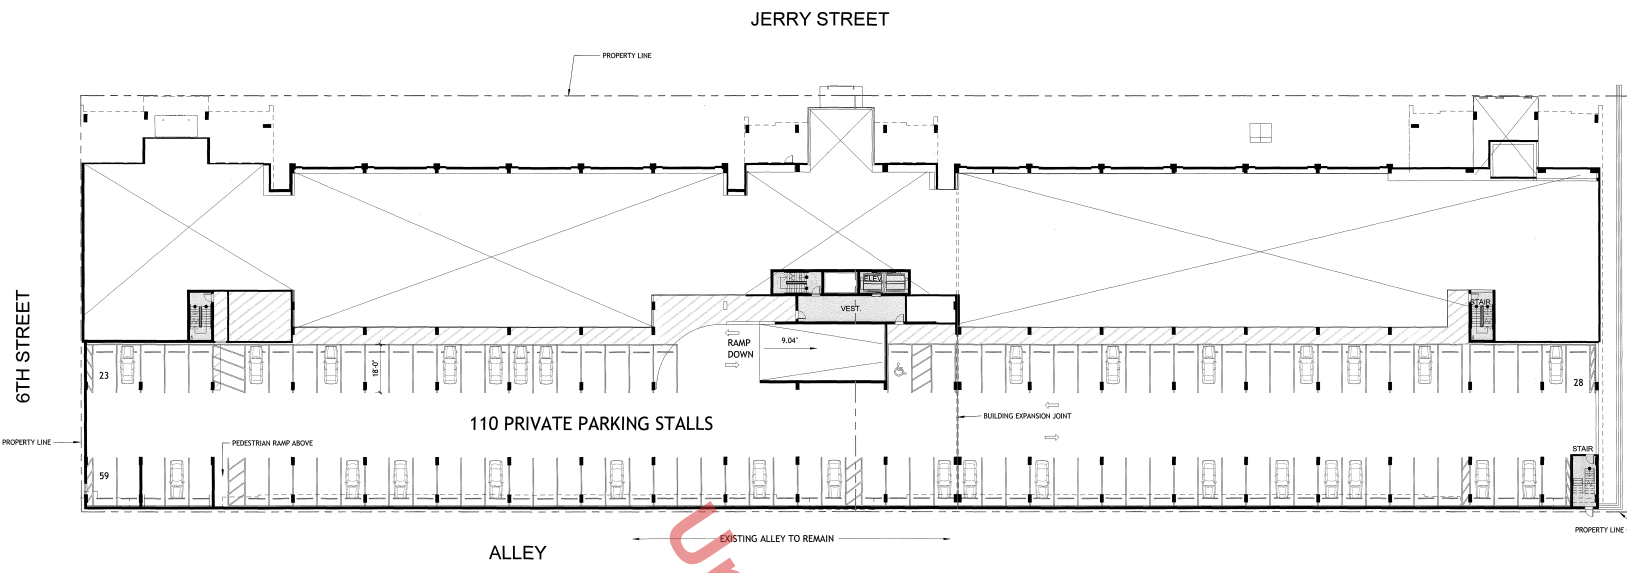 JERRY STREET
PROPERTY LINE
6TH STREET
ELEV.
VEST.
STAIR
RAMP
DOWN
9.04'
18'-0"
23
28
110 PRIVATE PARKING STALLS
BUILDING EXPANSION JOINT
PROPERTY LINE
PEDESTRIAN RAMP ABOVE
STAIR
59
PROPERTY LINE
EXISTING ALLEY TO REMAIN
ALLEY